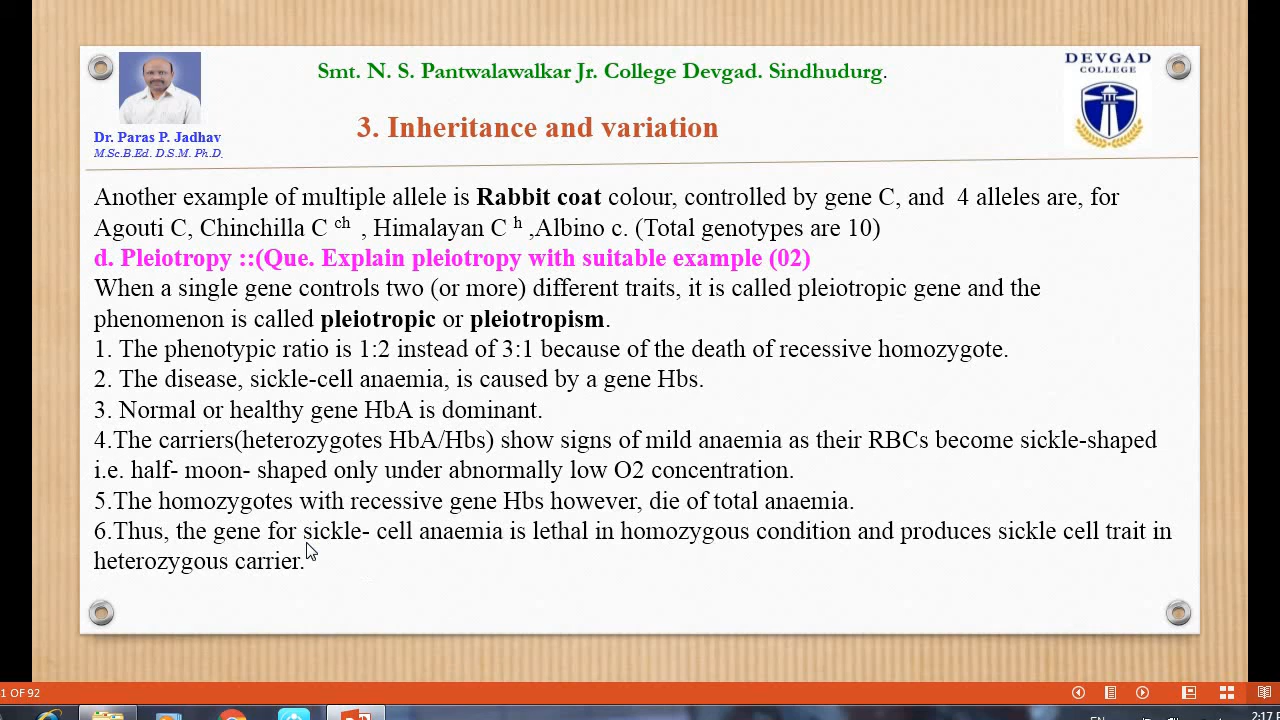 Smt. N. S. Pantwalawalkar Jr. College Devgad. Sindhudurg.
DEVGAD
COLLEGE
Dr. Paras P. Jadhav
M.Sc.B.Ed. D.S.M. Ph.D.
3. Inheritance and variation
Another example of multiple allele is Rabbit coat colour, controlled by gene C, and 4 alleles are, for
Agouti C, Chinchilla C ch , Himalayan C h ,Albino c. (Total genotypes are 10)
d. Pleiotropy ::(Que. Explain pleiotropy with suitable example (02)
When a single gene controls two (or more) different traits, it is called pleiotropic gene and the
phenomenon is called pleiotropic or pleiotropism.
1. The phenotypic ratio is 1:2 instead of 3:1 because of the death of recessive homozygote.
2. The disease, sickle-cell anaemia, is caused by a gene Hbs.
3. Normal or healthy gene HbA is dominant.
4.The carriers(heterozygotes HbA/Hbs) show signs of mild anaemia as their RBCs become sickle-shaped
i.e. half- moon- shaped only under abnormally low O2 concentration.
5.The homozygotes with recessive gene Hbs however, die of total anaemia.
6.Thus, the gene for sickle- cell anaemia is lethal in homozygous condition and produces sickle cell trait in
heterozygous carrier.
1 OF 92